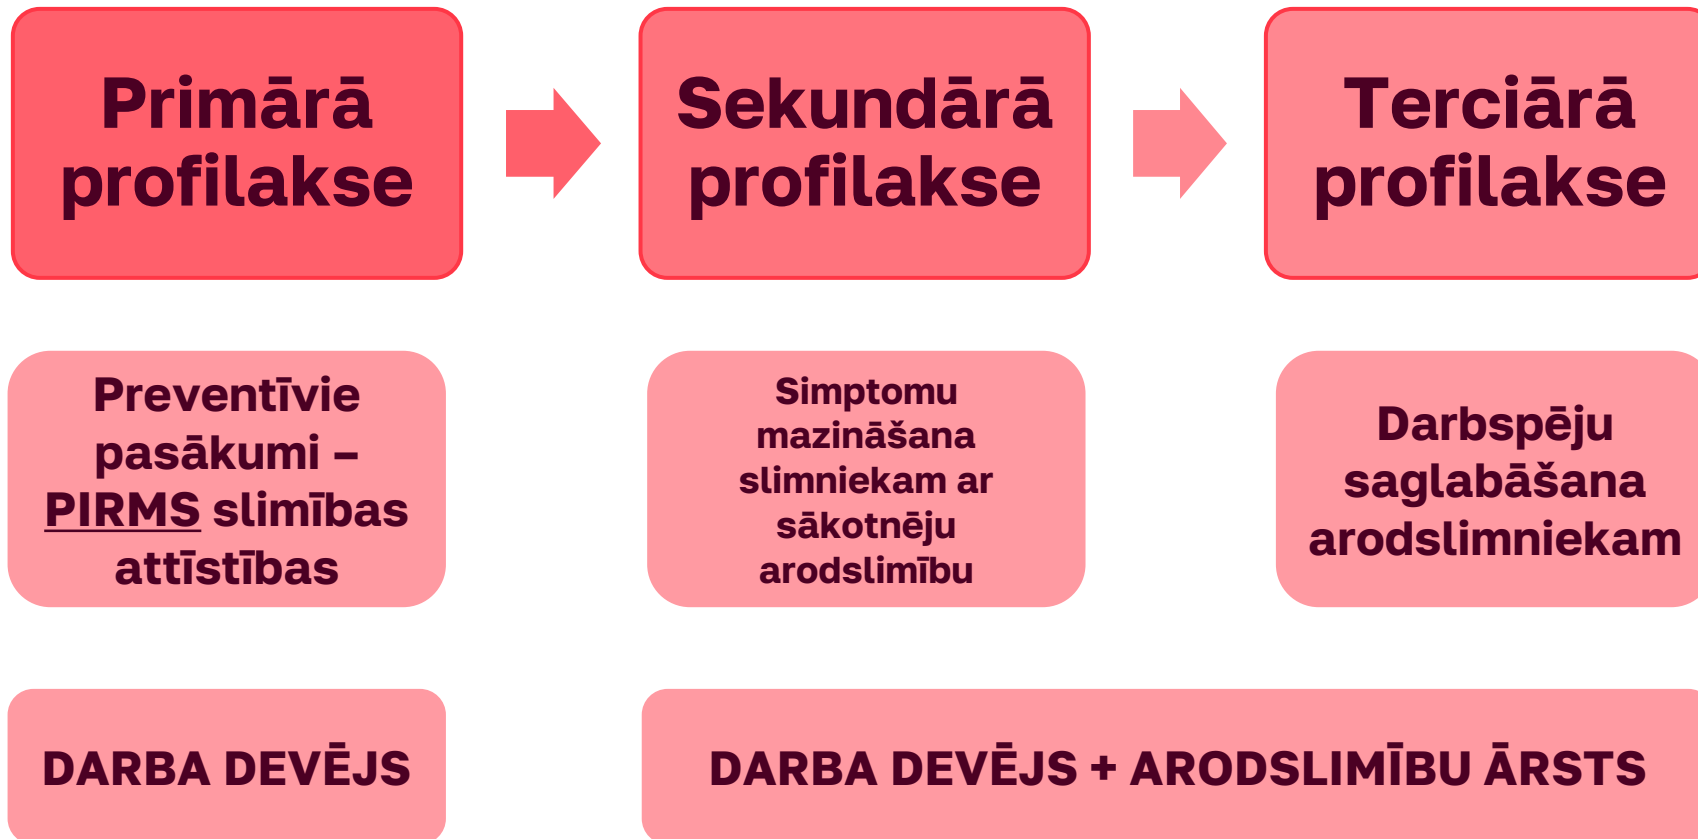 Primārā
profilakse
Sekundārā
profilakse
Terciārā
profilakse
Preventīvie
pasākumi –
PIRMS slimības
attīstības
Simptomu
mazināšana
slimniekam ar
sākotnēju
arodslimību
Darbspēju
saglabāšana
arodslimniekam
DARBA DEVĒJS
DARBA DEVĒJS + ARODSLIMĪBU ĀRSTS